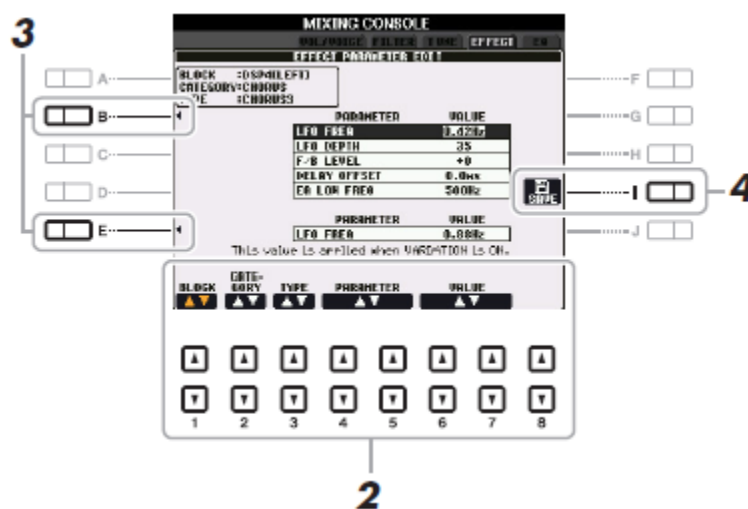 MIXING CONSOLE
VOL/VOICE FILTER TUNE EFFECT EQ
EFFECT PARAMETER EDIT
BLOCK :DSP4(LEFT)
CATEGORY:CHORUS
TYPE :CHORUS3
PARAMETER VALUE
LFO FREQ 0.42Hz
LFO DEPTH 35
F/B LEVEL +0
DELAY OFFSET 0.0ms
EQ LOW FREQ 500Hz
PARAMETER VALUE
LFO FREQ 0.88Hz
This value is applied when VARIATION is ON.
BLOCK CATE-GORY TYPE PARAMETER VALUE
SAVE
3
A
B
C
D
E
F
G
H
I
J
4
1 2 3 4 5 6 7 8
2